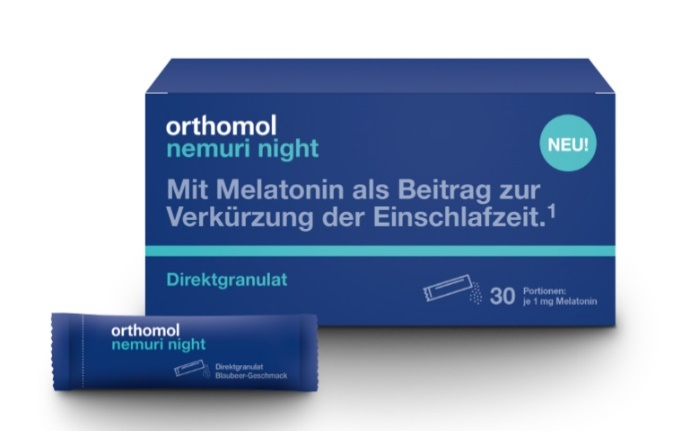 orthomol
nemuri night
NEU!
Mit Melatonin als Beitrag zur
Verkürzung der Einschlafzeit.¹
Direktgranulat
30
Portionen:
je 1 mg Melatonin
orthomol
nemuri night
Direktgranulat
Blaubeer-Geschmack